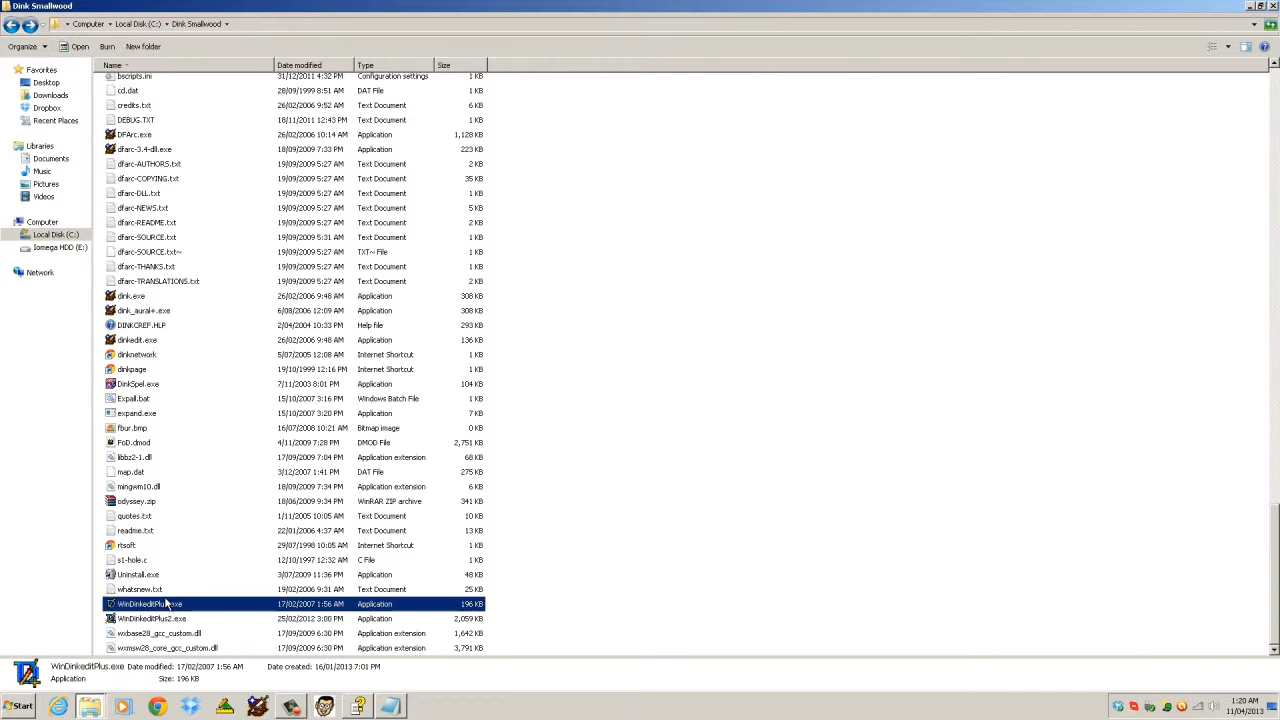 Computer Local Disk (C:) Dink Smallwood
Organize Open Burn New folder
Name Date modified Type Size
Favorites
Desktop
Downloads
Dropbox
Recent Places
Libraries
Documents
Music
Pictures
Videos
Computer
Local Disk (C:)
Iomega HDD (E:)
Network
bscripts.ini 31/12/2011 4:32 PM Configuration settings 1 KB
cd.dat 28/09/1999 8:51 AM DAT File 1 KB
credits.txt 26/02/2006 9:52 AM Text Document 6 KB
DEBUG.TXT 18/11/2011 12:43 PM Text Document 1 KB
DFArc.exe 26/02/2006 10:14 AM Application 1,128 KB
dfarc-3.4-dll.exe 18/09/2009 7:33 PM Application 223 KB
dfarc-AUTHORS.txt 19/09/2009 5:27 AM Text Document 2 KB
dfarc-COPYING.txt 19/09/2009 5:27 AM Text Document 35 KB
dfarc-DLL.txt 19/09/2009 5:27 AM Text Document 2 KB
dfarc-NEWS.txt 19/09/2009 5:27 AM Text Document 5 KB
dfarc-README.txt 19/09/2009 5:27 AM Text Document 2 KB
dfarc-SOURCE.txt 19/09/2009 5:31 AM Text Document 1 KB
dfarc-SOURCE.txt~ 19/09/2009 5:27 AM TXT~ File 1 KB
dfarc-THANKS.txt 19/09/2009 5:27 AM Text Document 1 KB
dfarc-TRANSLATIONS.txt 19/09/2009 5:27 AM Text Document 2 KB
dink.exe 26/02/2006 9:48 AM Application 308 KB
dink_aural+.exe 6/08/2006 12:09 AM Application 308 KB
DINKCREF.HLP 2/04/2004 10:33 PM Help file 293 KB
dinkedit.exe 26/02/2006 9:48 AM Application 136 KB
dinknetwork 5/07/2005 12:08 AM Internet Shortcut 1 KB
dinkpage 19/10/1999 12:16 PM Internet Shortcut 1 KB
DinkSpel.exe 7/11/2003 8:01 PM Application 104 KB
Expall.bat 15/10/2007 3:16 PM Windows Batch File 1 KB
expand.exe 15/10/2007 3:20 PM Application 7 KB
fbur.bmp 16/07/2008 10:21 AM Bitmap image 1 KB
FoD.dmod 4/11/2009 7:28 PM DMOD File 2,751 KB
libbz2-1.dll 17/09/2009 7:04 PM Application extension 68 KB
map.dat 3/12/2007 1:41 PM DAT File 275 KB
mingwm10.dll 18/09/2009 7:34 PM Application extension 6 KB
odyssey.zip 18/06/2009 9:34 PM WinRAR ZIP archive 341 KB
quotes.txt 1/11/2005 10:05 AM Text Document 10 KB
readme.txt 22/01/2006 4:37 AM Text Document 13 KB
rtsoft 29/07/1998 10:05 AM Internet Shortcut 1 KB
s1-hole.c 12/10/1997 12:32 AM C File 1 KB
Uninstall.exe 3/07/2009 11:36 PM Application 48 KB
whatsnew.txt 19/02/2006 9:31 AM Text Document 25 KB
WinDinkeditPlus.exe 17/02/2007 1:56 AM Application 196 KB
WinDinkeditPlus2.exe 25/02/2012 3:00 PM Application 2,059 KB
wxbase28_gcc_custom.dll 17/09/2009 6:30 PM Application extension 1,642 KB
wxmsw28_core_gcc_custom.dll 17/09/2009 6:30 PM Application extension 3,791 KB
WinDinkeditPlus.exe Date modified: 17/02/2007 1:56 AM Date created: 16/01/2013 7:01 PM
Application Size: 196 KB
Start
1:20 AM
11/04/2013